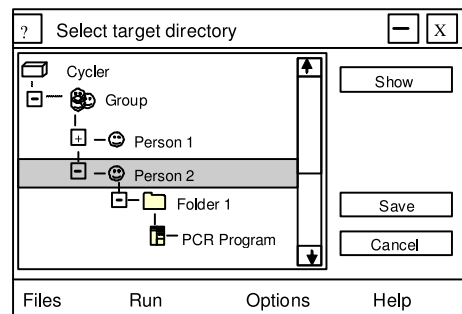 ? Select target directory X
Cycler
Show
Group
Person 1
Person 2
Folder 1
Save
PCR Program
Cancel
Files Run Options Help